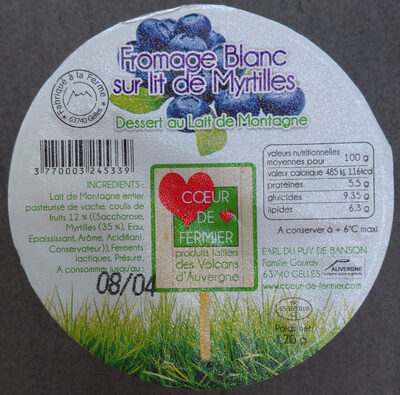 Fromage Blanc
sur lit de Myrtilles
Dessert au Lait de Montagne
Fabriqué à la Ferme
63740 Gelles
3 770003 245339
INGREDIENTS :
Lait de Montagne entier
pasteurisé de vache, coulis de
fruits 12 % ((Saccharose,
Myrtilles (35 %), Eau,
Epaississant, Arôme, Acidifiant,
Conservateur)), Ferments
lactiques, Présure,
A consommer jusqu'au :
08/04
CŒUR
DE
FERMIER
produits fermiers
des Volcans
d'Auvergne
valeurs nutritionnelles
moyennes pour 100 g
valeur calorique 485 kJ, 116kcal
protéines 5.5 g
glucides 9.35 g
lipides 6.3 g
A conserver à + 6°C maxi
EARL DU PUY DE BANSON
Famille Gourdy
63740 GELLES
www.coeur-de-fermier.com
AUVERGNE
Poids net :
120 g